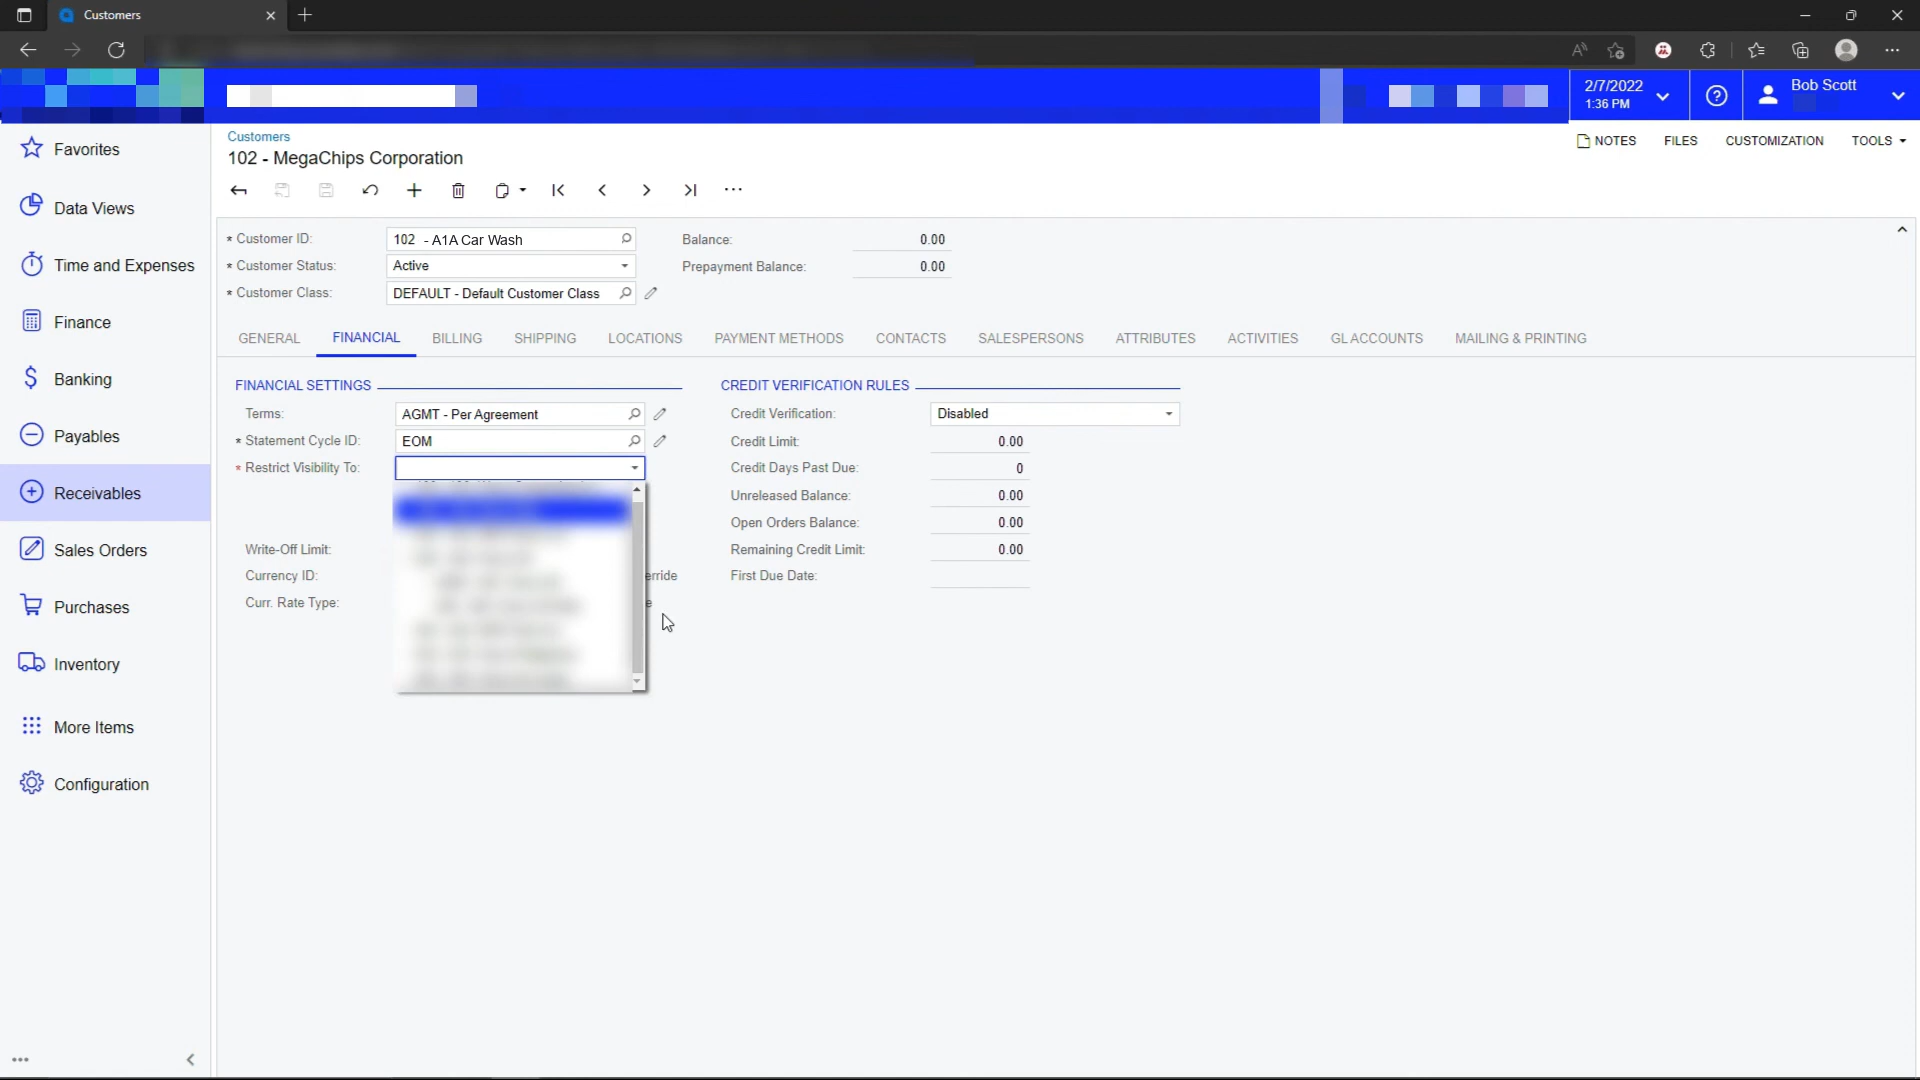 Customers
2/7/2022
1:36 PM
Bob Scott
Favorites
Data Views
Time and Expenses
Finance
Banking
Payables
Receivables
Sales Orders
Purchases
Inventory
More Items
Configuration
Customers
102 - MegaChips Corporation
NOTES FILES CUSTOMIZATION TOOLS
* Customer ID: 102 - A1A Car Wash Balance: 0.00
* Customer Status: Active Prepayment Balance: 0.00
* Customer Class: DEFAULT - Default Customer Class
GENERAL FINANCIAL BILLING SHIPPING LOCATIONS PAYMENT METHODS CONTACTS SALESPERSONS ATTRIBUTES ACTIVITIES GL ACCOUNTS MAILING & PRINTING
FINANCIAL SETTINGS
Terms: AGMT - Per Agreement
* Statement Cycle ID: EOM
* Restrict Visibility To:
Write-Off Limit:
Currency ID: erride
Curr. Rate Type: e
CREDIT VERIFICATION RULES
Credit Verification: Disabled
Credit Limit: 0.00
Credit Days Past Due: 0
Unreleased Balance: 0.00
Open Orders Balance: 0.00
Remaining Credit Limit: 0.00
First Due Date: